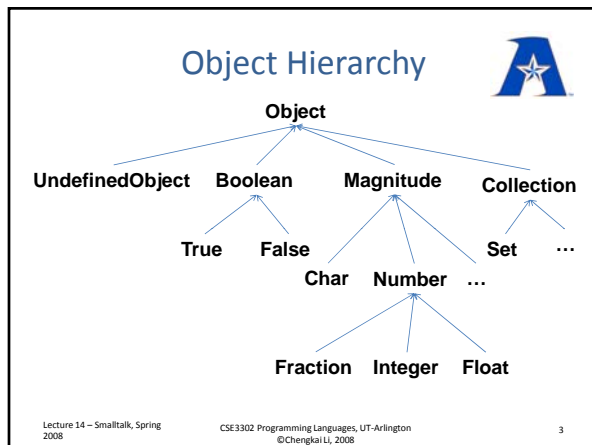 Object Hierarchy
Object
UndefinedObject Boolean Magnitude Collection
True False Set …
Char Number …
Fraction Integer Float
Lecture 14 – Smalltalk, Spring
2008
CSE3302 Programming Languages, UT-Arlington
©Chengkai Li, 2008
3